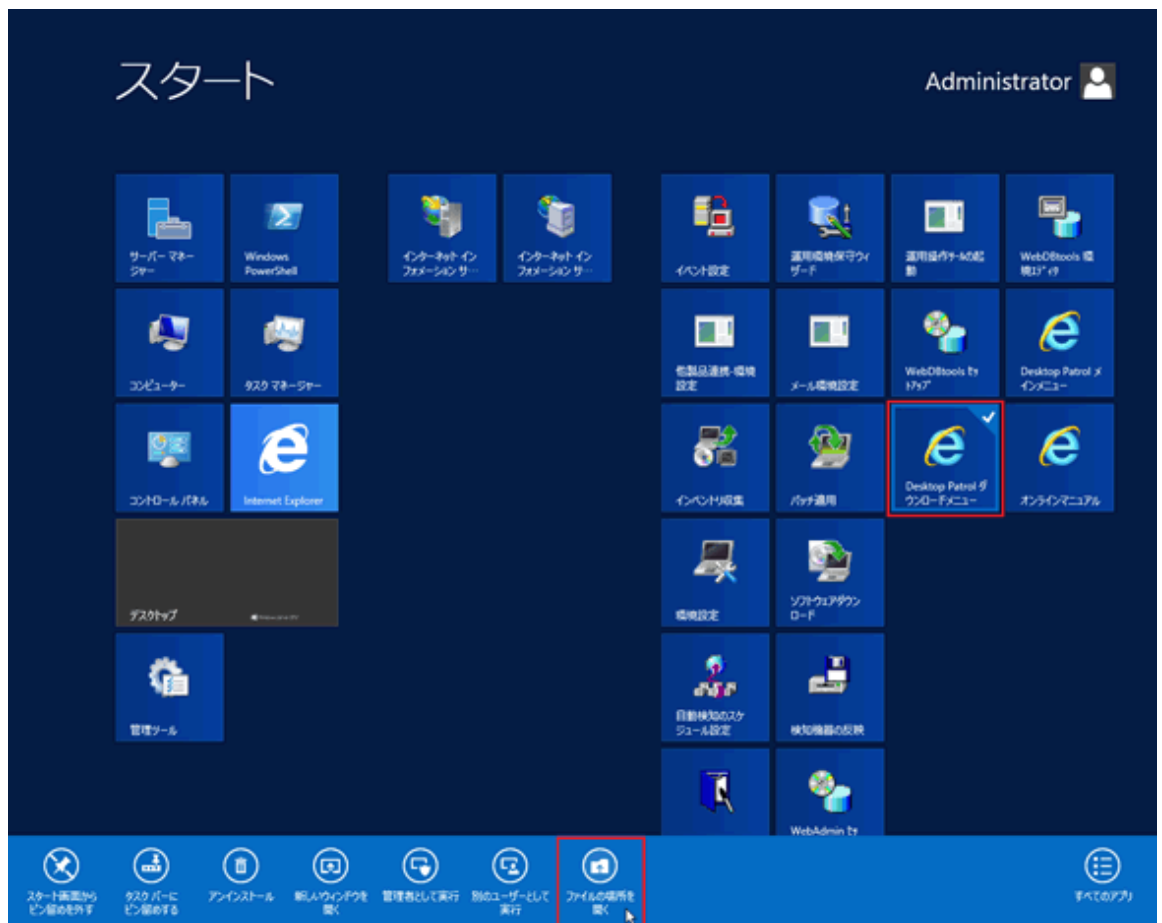 スタート
Administrator
サーバー マネー
ジャー
Windows
PowerShell
インターネット イン
フォメーション サ…
インターネット イン
フォメーション サ…
イベント設定
運用環境保守ウィ
ザード
運用操作ツールの起
動
WebDBtools 環
境ｴﾃﾞｨﾀ
コンピューター
タスク マネージャー
他製品連携・環境
設定
メール環境設定
WebDBtools ｾｯ
ﾄｱｯﾌﾟ
Desktop Patrol メ
インメニュー
コントロール パネル
Internet Explorer
インベントリ収集
パッチ適用
Desktop Patrol ダ
ウンロードメニュー
オンラインマニュアル
デスクトップ
環境設定
ソフトウェアダウン
ロード
管理ツール
自動検知のスケ
ジュール設定
検知機器の反映
WebAdmin ｾｯ
スタート画面から
ピン留めを外す
タスク バーに
ピン留めする
アンインストール
新しいウィンドウを
開く
管理者として実行
別のユーザーとして
実行
ファイルの場所を
開く
すべてのアプリ